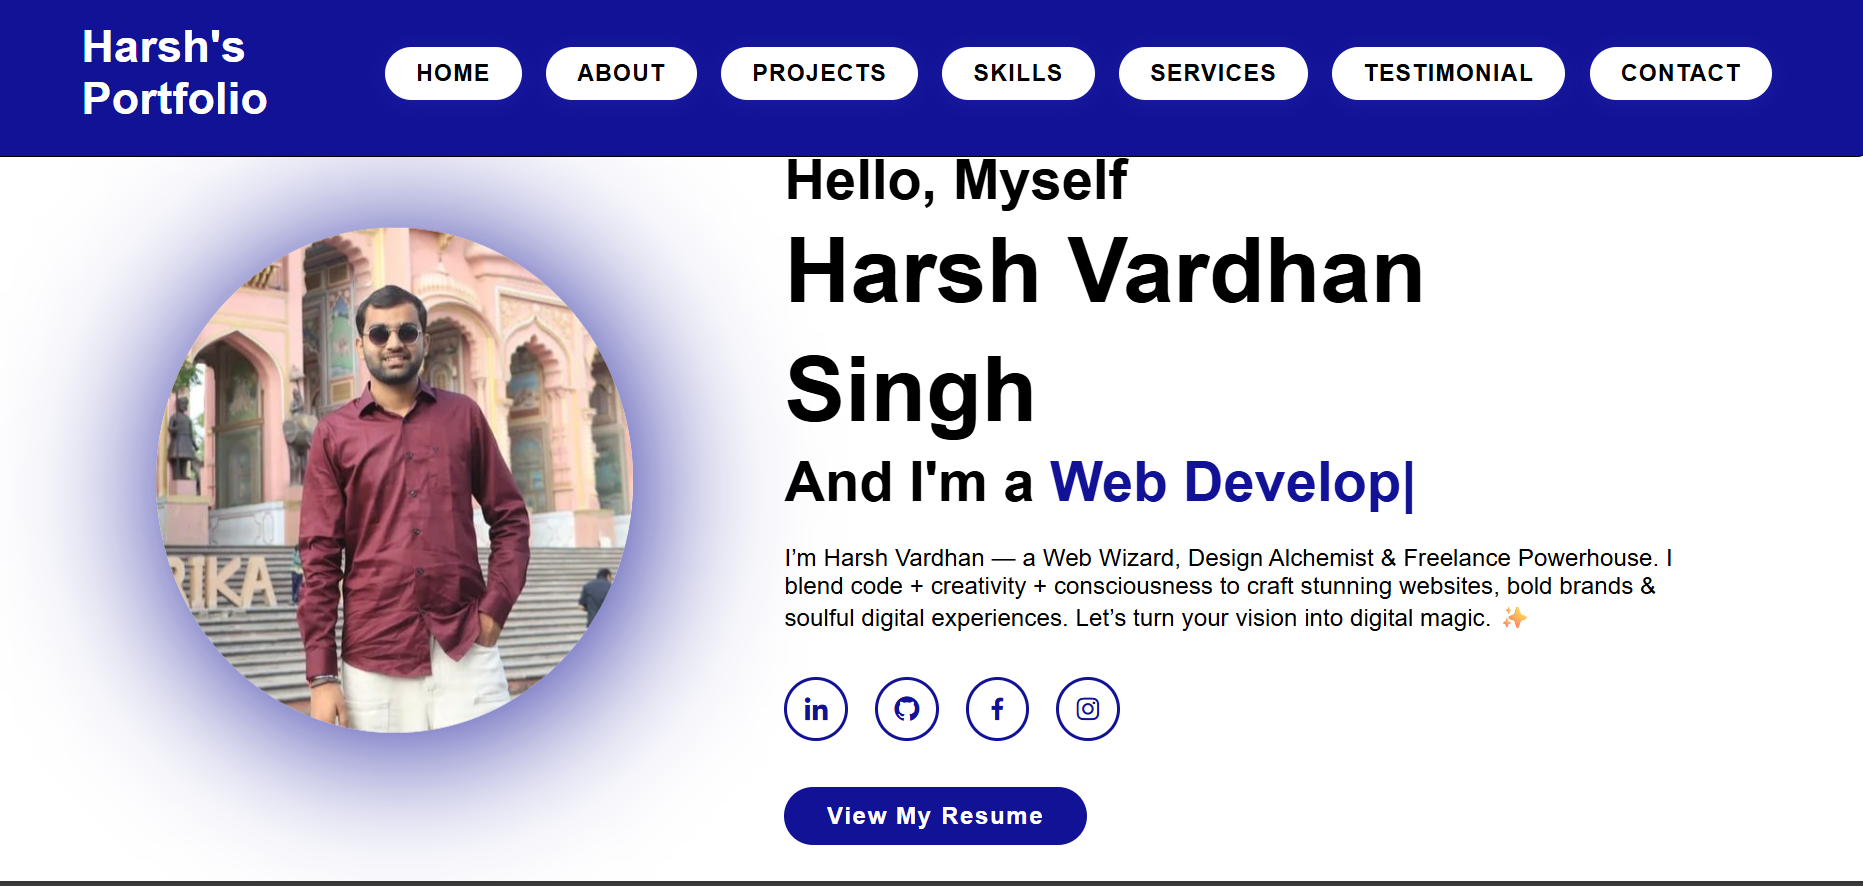 Harsh's
Portfolio
HOME
ABOUT
PROJECTS
SKILLS
SERVICES
TESTIMONIAL
CONTACT
Hello, Myself
Harsh Vardhan
Singh
And I'm a Web Develop|
I’m Harsh Vardhan — a Web Wizard, Design Alchemist & Freelance Powerhouse. I
blend code + creativity + consciousness to craft stunning websites, bold brands &
soulful digital experiences. Let’s turn your vision into digital magic. ✨
RIKA
in
f
View My Resume